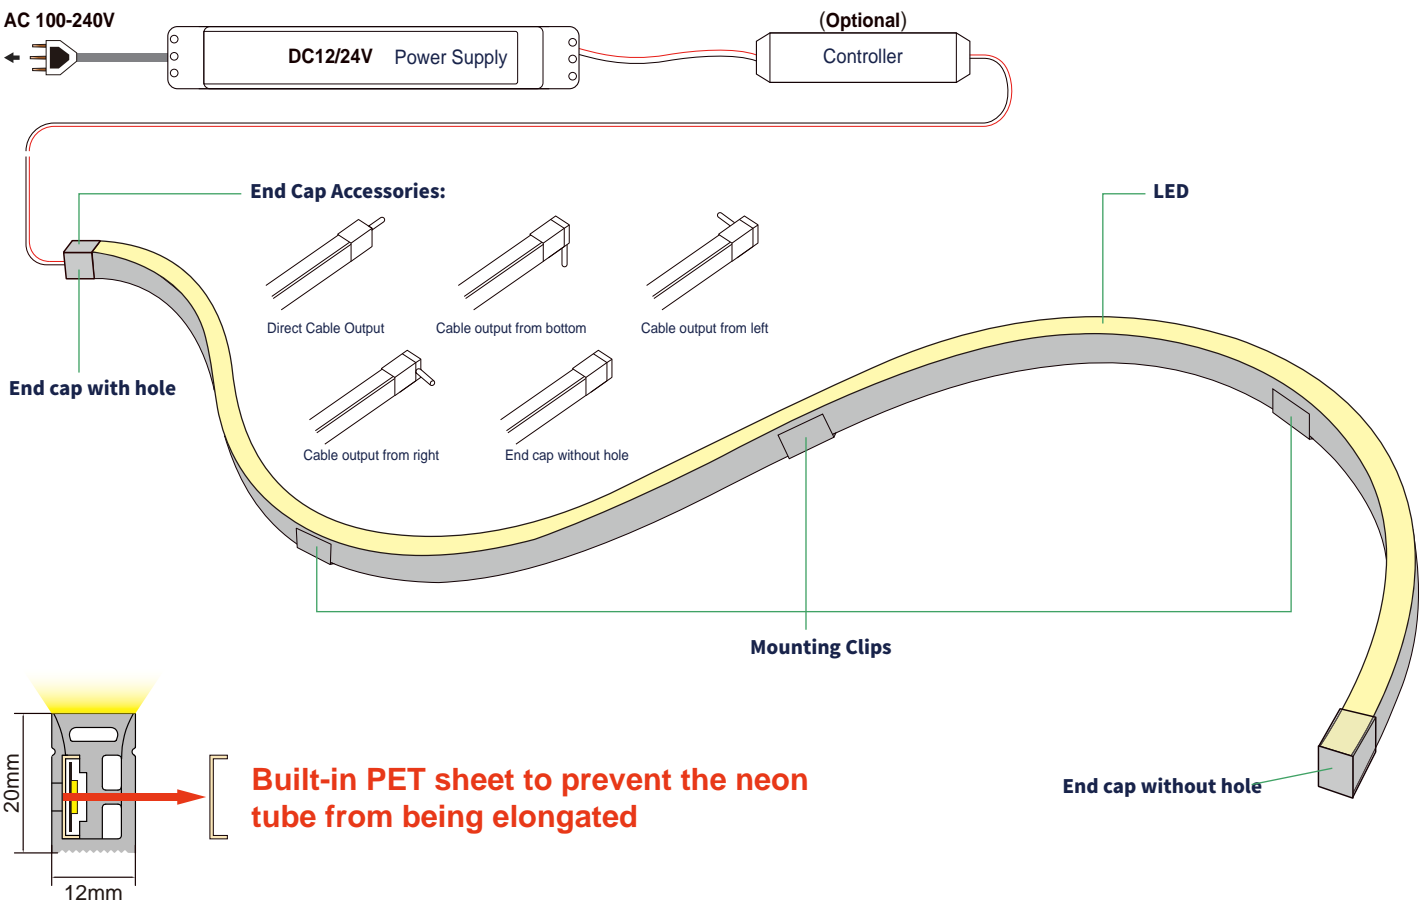 AC 100-240V
(Optional)
DC12/24V Power Supply
Controller
End Cap Accessories:
LED
Direct Cable Output
Cable output from bottom
Cable output from left
End cap with hole
Cable output from right
End cap without hole
Mounting Clips
20mm
Built-in PET sheet to prevent the neon
tube from being elongated
End cap without hole
12mm